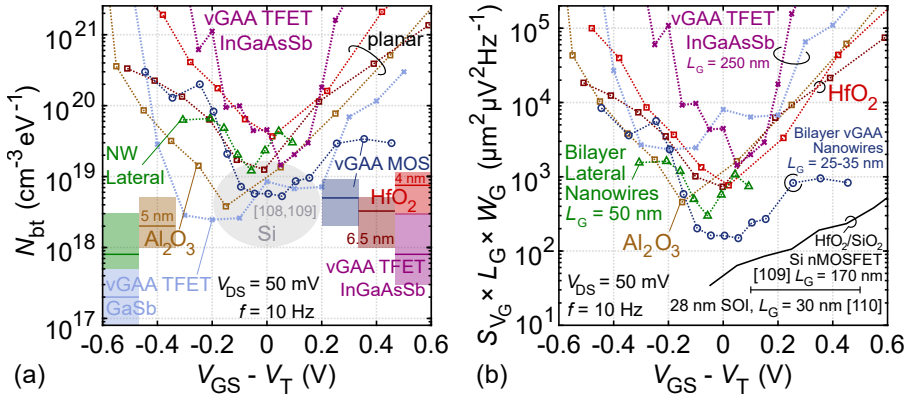 vGAA TFET
InGaAsSb
planar
10^21
10^20
10^19
10^18
10^17
N_bt (cm^-3 eV^-1)
NW
Lateral
vGAA MOS
[108,109]
Si
5 nm
4 nm
HfO2
Al2O3
6.5 nm
vGAA TFET
GaSb
V_DS = 50 mV
f = 10 Hz
vGAA TFET
InGaAsSb
-0.6 -0.4 -0.2 0 0.2 0.4 0.6
(a)
V_GS - V_T (V)
vGAA TFET
InGaAsSb
L_G = 250 nm
10^5
10^4
10^3
10^2
10^1
S_VG × L_G × W_G (μm²μV²Hz^-1)
HfO2
Bilayer vGAA
Nanowires
L_G = 25-35 nm
Bilayer
Lateral
Nanowires
L_G = 50 nm
Al2O3
HfO2/SiO2
Si nMOSFET
[109] L_G = 170 nm
V_DS = 50 mV
f = 10 Hz
28 nm SOI, L_G = 30 nm [110]
-0.6 -0.4 -0.2 0 0.2 0.4 0.6
(b)
V_GS - V_T (V)